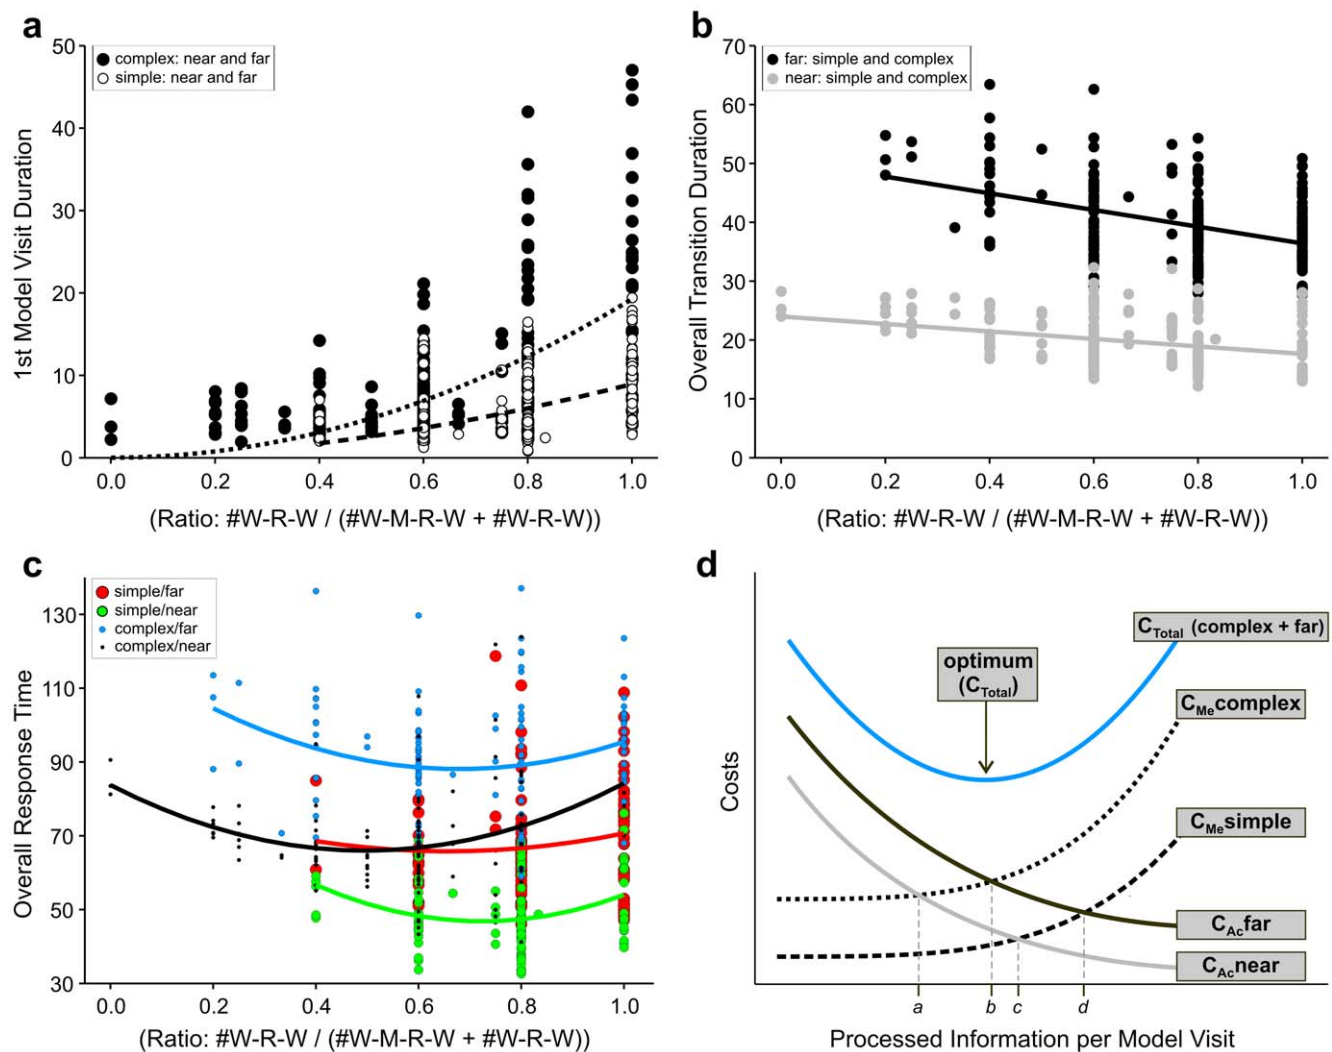 a
50
40
30
20
10
0
1st Model Visit Duration
complex: near and far
simple: near and far
0.0 0.2 0.4 0.6 0.8 1.0
(Ratio: #W-R-W / (#W-M-R-W + #W-R-W))
b
70
60
50
40
30
20
10
0
Overall Transition Duration
far: simple and complex
near: simple and complex
0.0 0.2 0.4 0.6 0.8 1.0
(Ratio: #W-R-W / (#W-M-R-W + #W-R-W))
c
130
110
90
70
50
30
Overall Response Time
simple/far
simple/near
complex/far
complex/near
0.0 0.2 0.4 0.6 0.8 1.0
(Ratio: #W-R-W / (#W-M-R-W + #W-R-W))
d
Costs
optimum
(CTotal)
CTotal (complex + far)
CMecomplex
CMesimple
CAcfar
CAcnear
a b c d
Processed Information per Model Visit